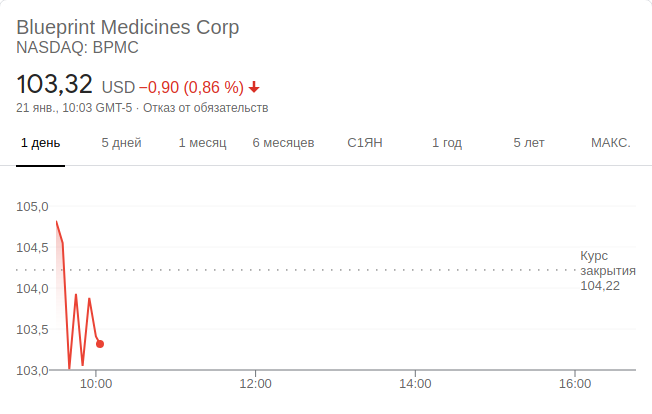 Blueprint Medicines Corp
NASDAQ: BPMC
103,32 USD −0,90 (0,86 %)
21 янв., 10:03 GMT-5 · Отказ от обязательств
1 день 5 дней 1 месяц 6 месяцев С1ЯН 1 год 5 лет МАКС.
105,0
104,5
Курс
закрытия
104,22
104,0
103,5
103,0
10:00 12:00 14:00 16:00